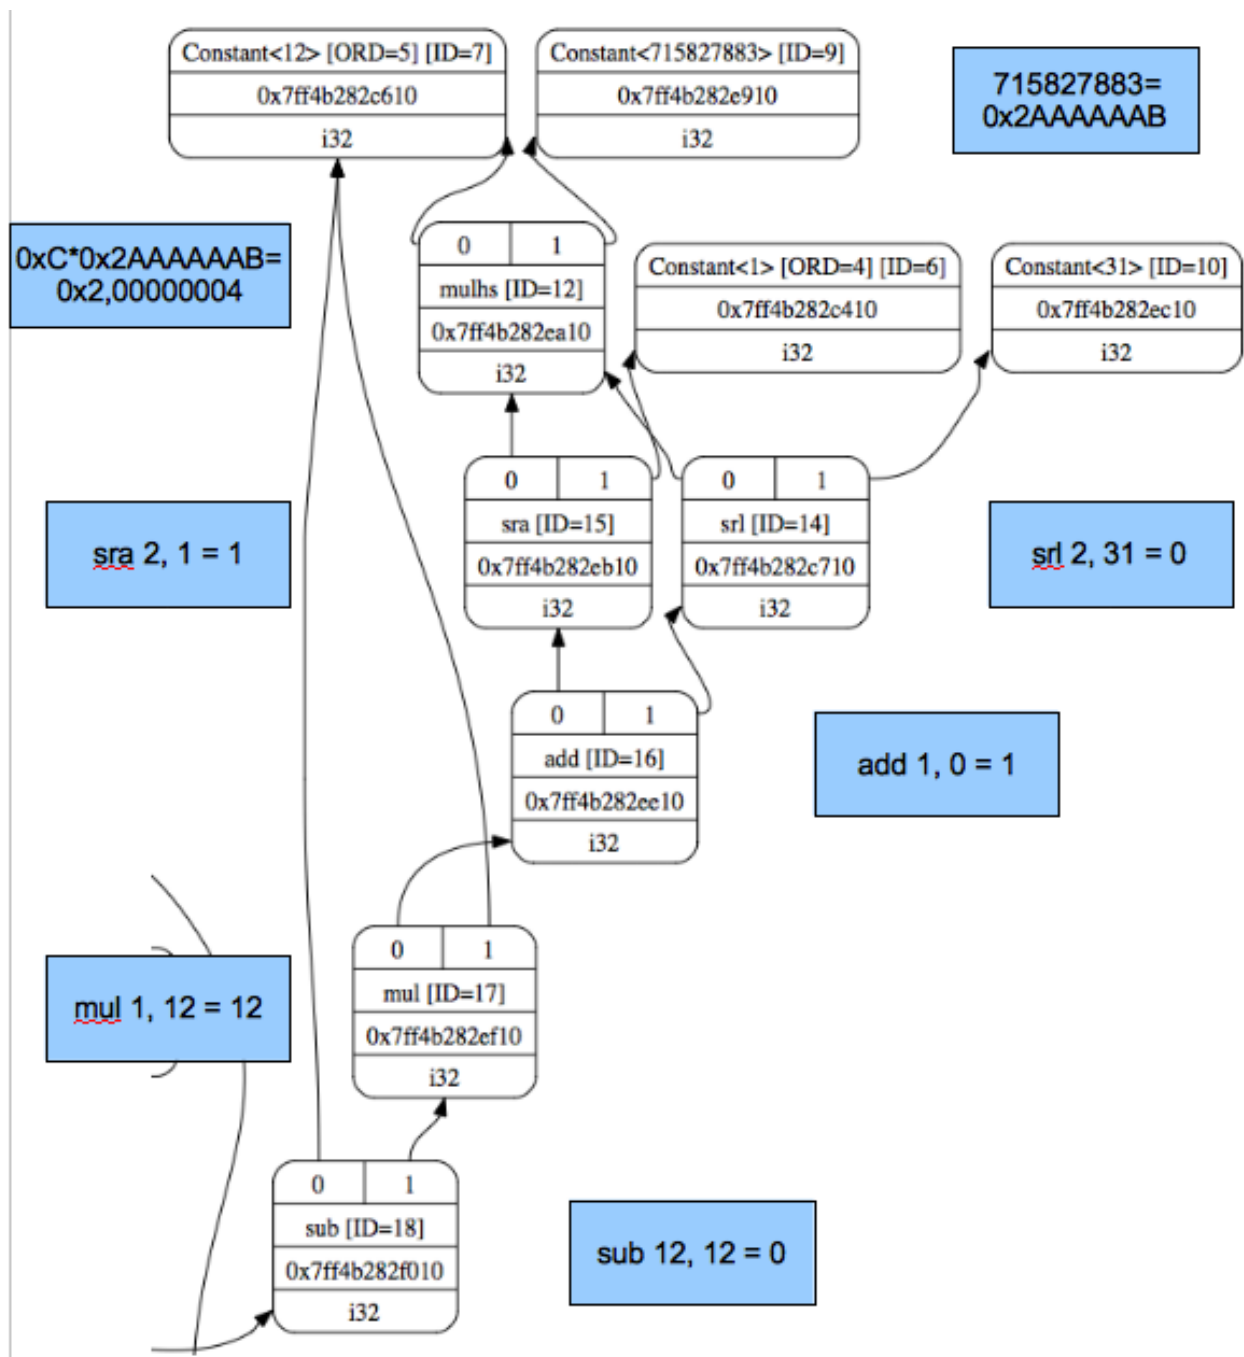 Constant<12> [ORD=5] [ID=7]
0x7ff4b282c610
i32
Constant<715827883> [ID=9]
0x7ff4b282e910
i32
715827883=
0x2AAAAAAB
0xC*0x2AAAAAAB=
0x2,00000004
0 1
mulhs [ID=12]
0x7ff4b282ea10
i32
Constant<1> [ORD=4] [ID=6]
0x7ff4b282c410
i32
Constant<31> [ID=10]
0x7ff4b282ec10
i32
sra 2, 1 = 1
0 1
sra [ID=15]
0x7ff4b282eb10
i32
0 1
srl [ID=14]
0x7ff4b282c710
i32
srl 2, 31 = 0
0 1
add [ID=16]
0x7ff4b282ee10
i32
add 1, 0 = 1
mul 1, 12 = 12
0 1
mul [ID=17]
0x7ff4b282ef10
i32
0 1
sub [ID=18]
0x7ff4b282f010
i32
sub 12, 12 = 0